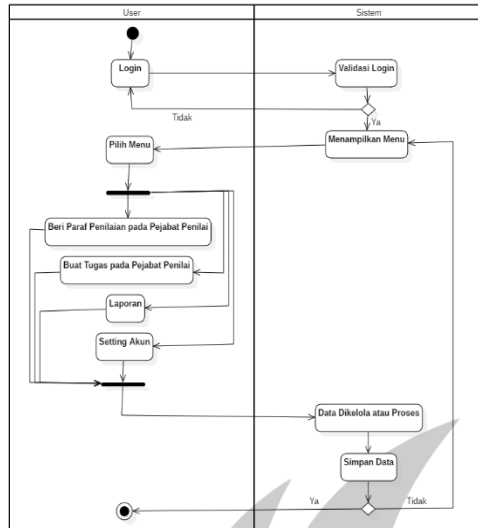 User
Sistem
Login
Validasi Login
Tidak
Ya
Pilih Menu
Menampilkan Menu
Beri Paraf Penilaian pada Pejabat Penilai
Buat Tugas pada Pejabat Penilai
Laporan
Setting Akun
Data Dikelola atau Proses
Simpan Data
Ya
Tidak